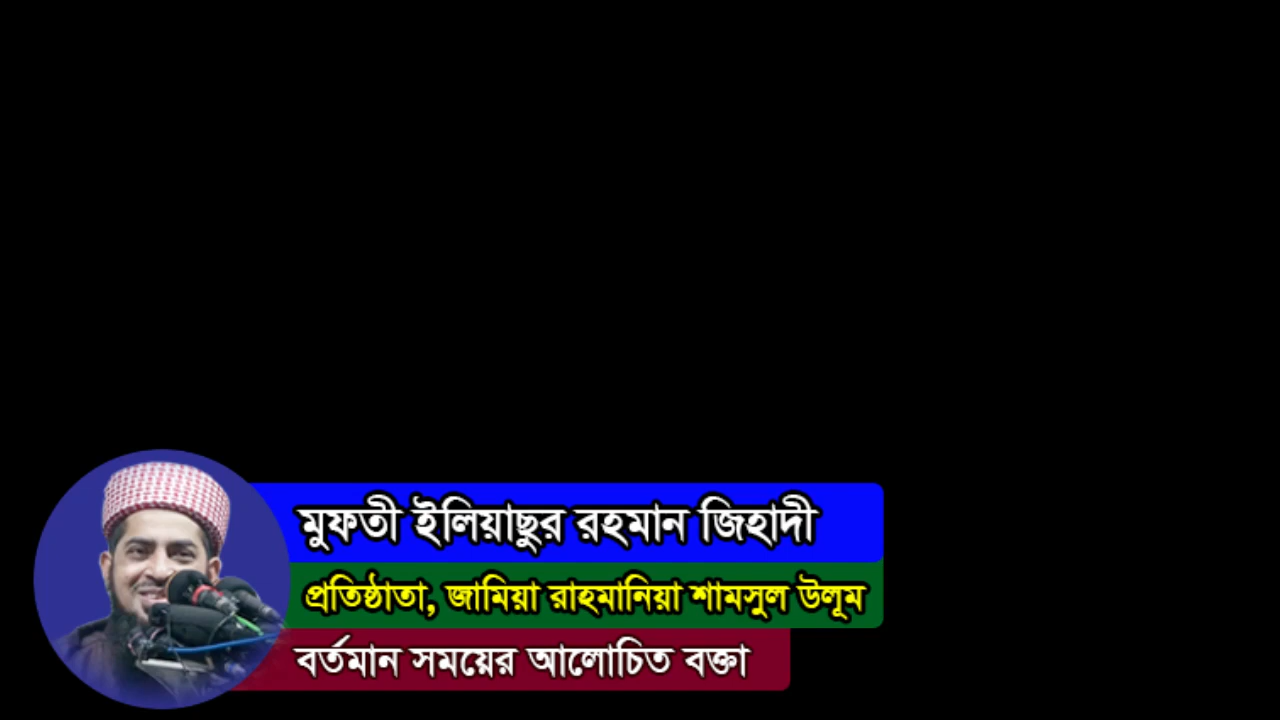 মুফতী ইলিয়াছুর রহমান জিহাদী
প্রতিষ্ঠাতা, জামিয়া রাহমানিয়া শামসুল উলূম
বর্তমান সময়ের আলোচিত বক্তা